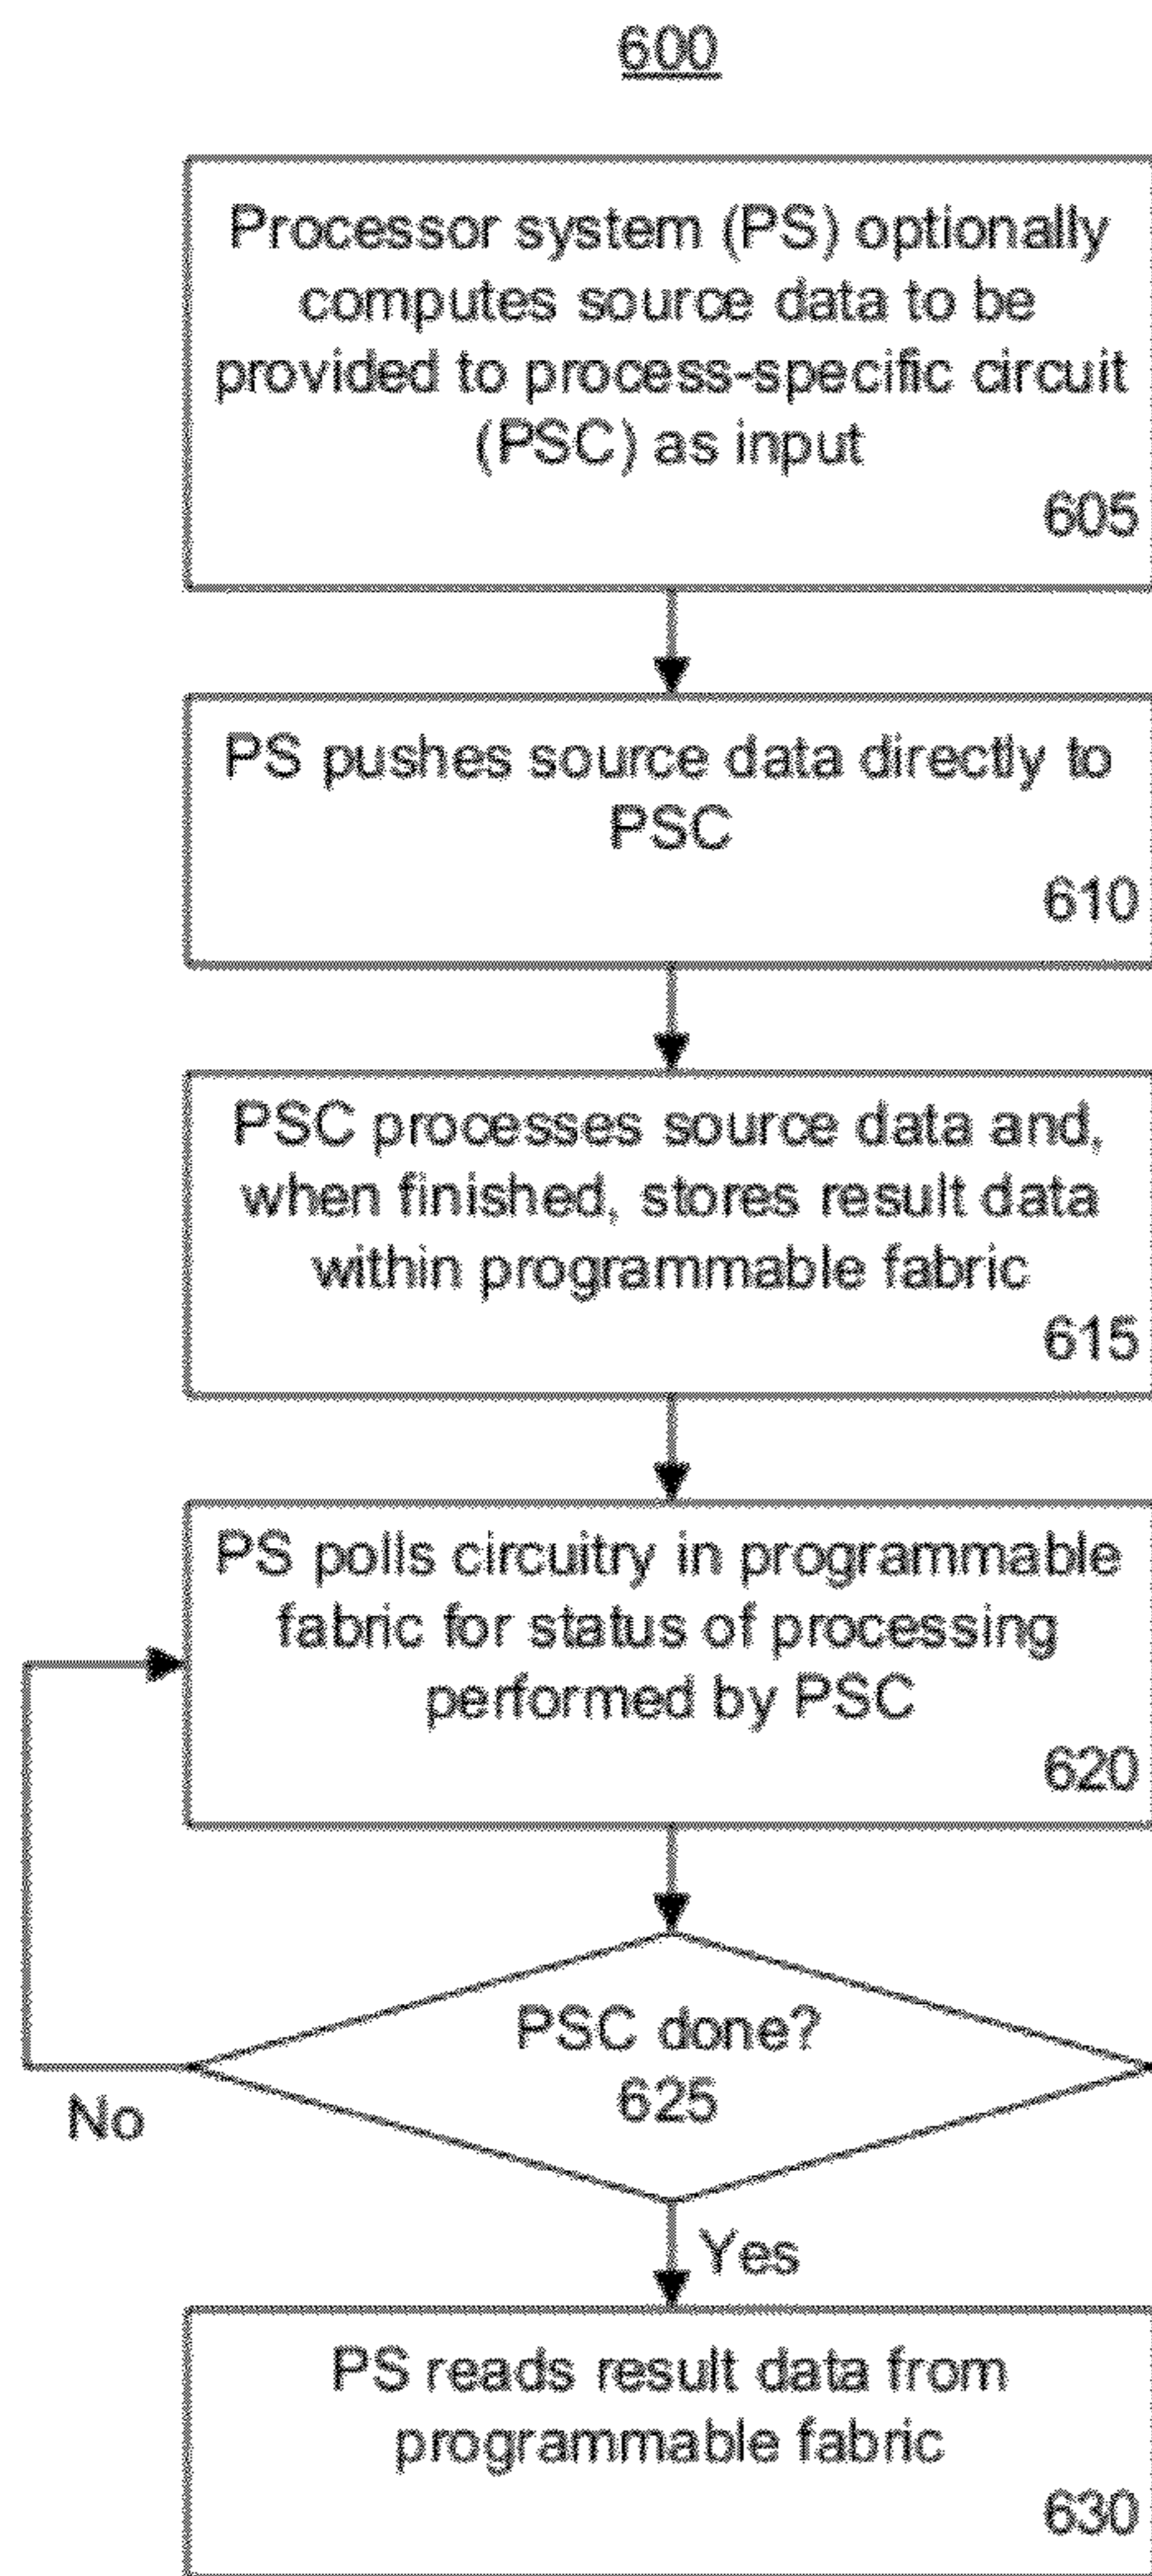 600
Processor system (PS) optionally
computes source data to be
provided to process-specific circuit
(PSC) as input
605
PS pushes source data directly to
PSC
610
PSC processes source data and,
when finished, stores result data
within programmable fabric
615
PS polls circuitry in programmable
fabric for status of processing
performed by PSC
620
PSC done?
625
No
Yes
PS reads result data from
programmable fabric
630